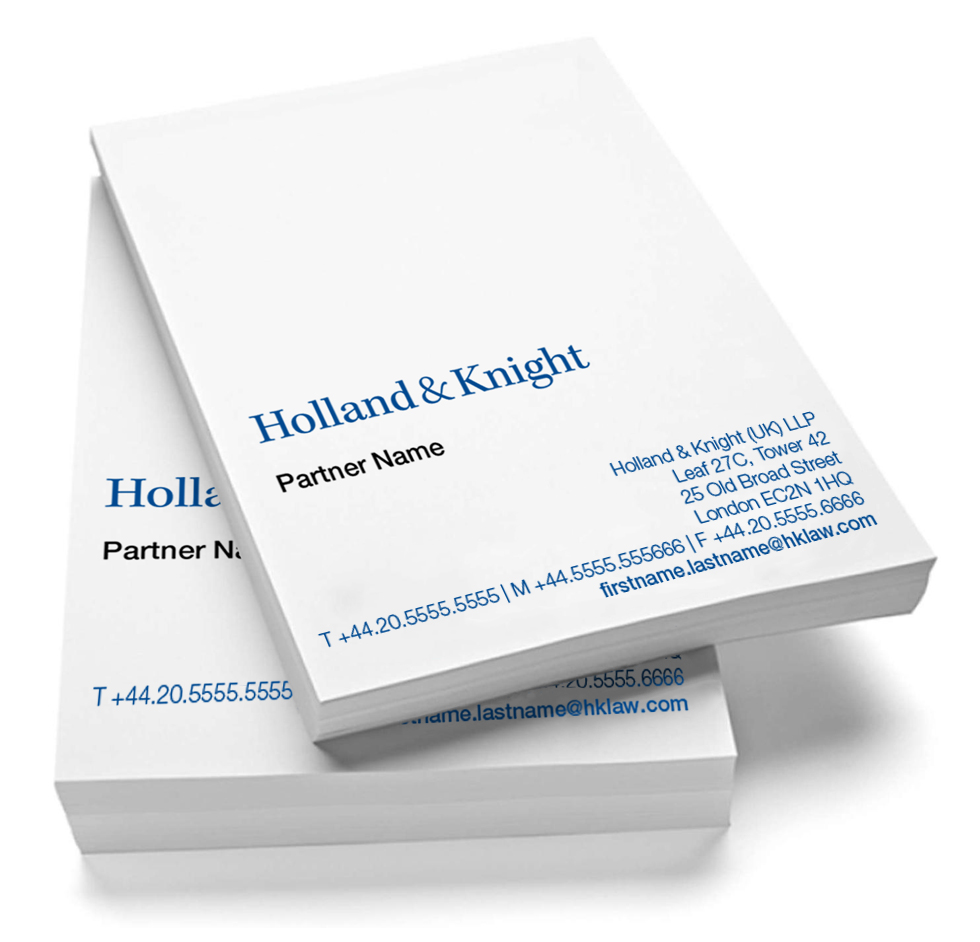 Holland & Knight
Partner Name
Holland & Knight (UK) LLP
Leaf 27C, Tower 42
25 Old Broad Street
London EC2N 1HQ
T +44.20.5555.5555 | M +44.5555.555666 | F +44.20.5555.6666
firstname.lastname@hklaw.com
Holla
Partner Na
T +44.20.5555.5555
.20.5555.6666
name.lastname@hklaw.com